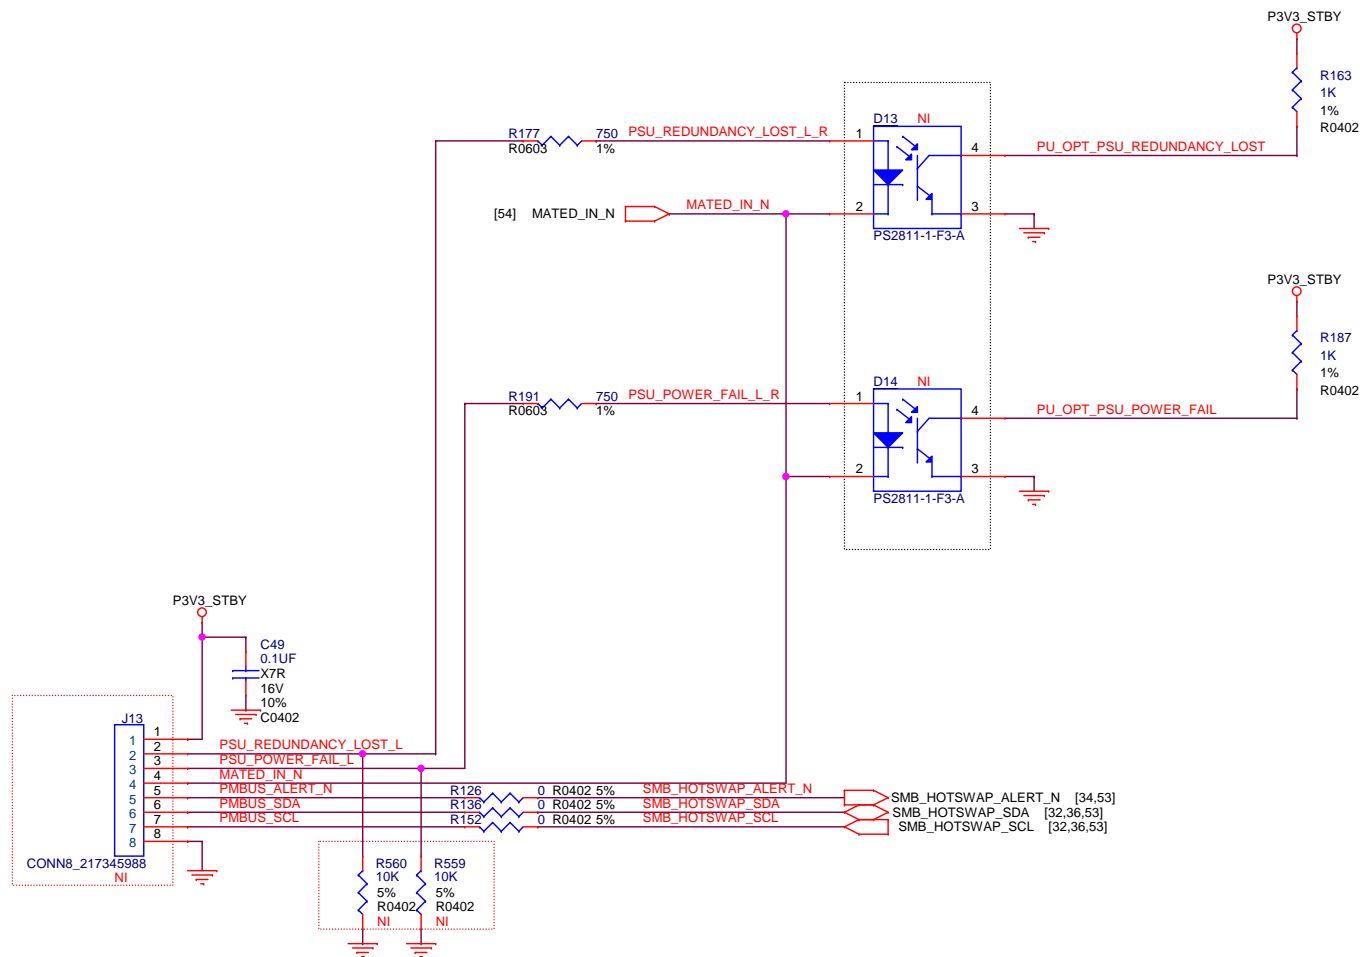 P3V3_STBY
R163
1K
1%
R0402
D13 NI
R177 750 PSU_REDUNDANCY_LOST_L_R 1
R0603 1%
4 PU_OPT_PSU_REDUNDANCY_LOST
[54] MATED_IN_N MATED_IN_N 2 3
PS2811-1-F3-A
P3V3_STBY
R187
1K
1%
R0402
D14 NI
R191 750 PSU_POWER_FAIL_L_R 1
R0603 1%
4 PU_OPT_PSU_POWER_FAIL
2 3
PS2811-1-F3-A
P3V3_STBY
C49
0.1UF
X7R
16V
10%
C0402
J13
1 1
2 2 PSU_REDUNDANCY_LOST_L
3 3 PSU_POWER_FAIL_L
4 4 MATED_IN_N
5 5 PMBUS_ALERT_N R126 0 R0402 5% SMB_HOTSWAP_ALERT_N SMB_HOTSWAP_ALERT_N [34,53]
6 6 PMBUS_SDA R136 0 R0402 5% SMB_HOTSWAP_SDA SMB_HOTSWAP_SDA [32,36,53]
7 7 PMBUS_SCL R152 0 R0402 5% SMB_HOTSWAP_SCL SMB_HOTSWAP_SCL [32,36,53]
8 8
CONN8_217345988
NI
R560 R559
10K 10K
5% 5%
R0402 R0402
NI NI